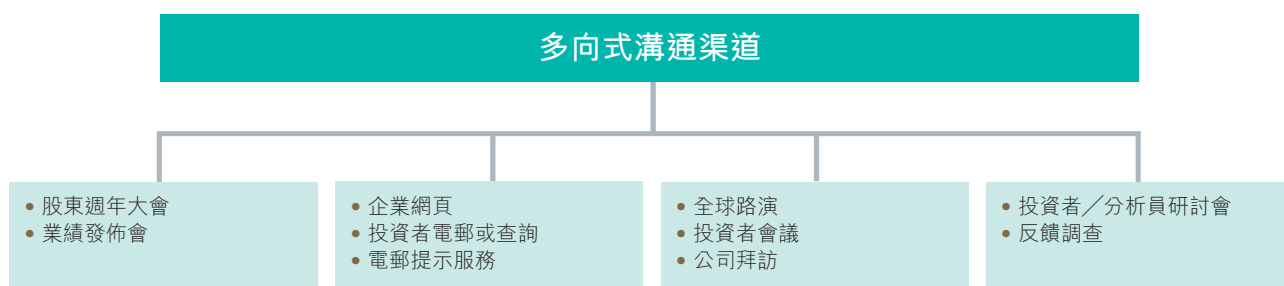 多向式溝通渠道
• 股東週年大會
• 業績發佈會
• 企業網頁
• 投資者電郵或查詢
• 電郵提示服務
• 全球路演
• 投資者會議
• 公司拜訪
• 投資者／分析員研討會
• 反饋調查